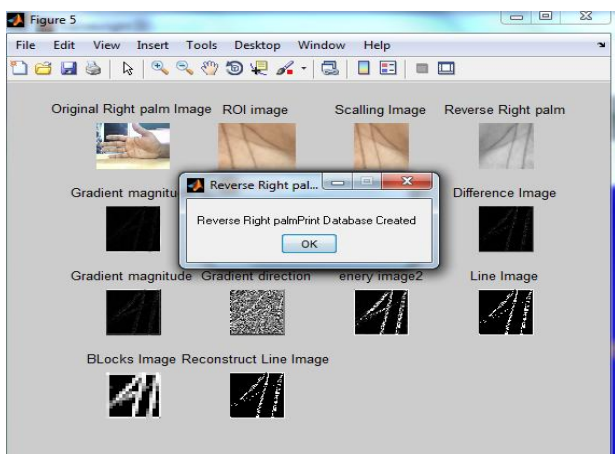 Figure 5
File Edit View Insert Tools Desktop Window Help
Original Right palm Image ROI image Scalling Image Reverse Right palm
Reverse Right pal...
Gradient magnitu Difference Image
Reverse Right palmPrint Database Created
OK
Gradient magnitude Gradient direction enery image2 Line Image
BLocks Image Reconstruct Line Image